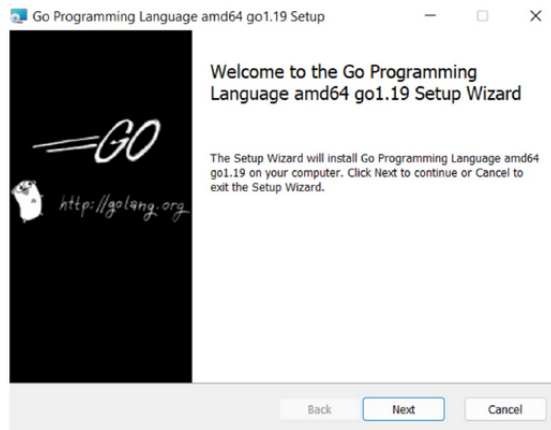 Go Programming Language amd64 go1.19 Setup
Welcome to the Go Programming
Language amd64 go1.19 Setup Wizard
GO
http://golang.org
The Setup Wizard will install Go Programming Language amd64
go1.19 on your computer. Click Next to continue or Cancel to
exit the Setup Wizard.
Back
Next
Cancel